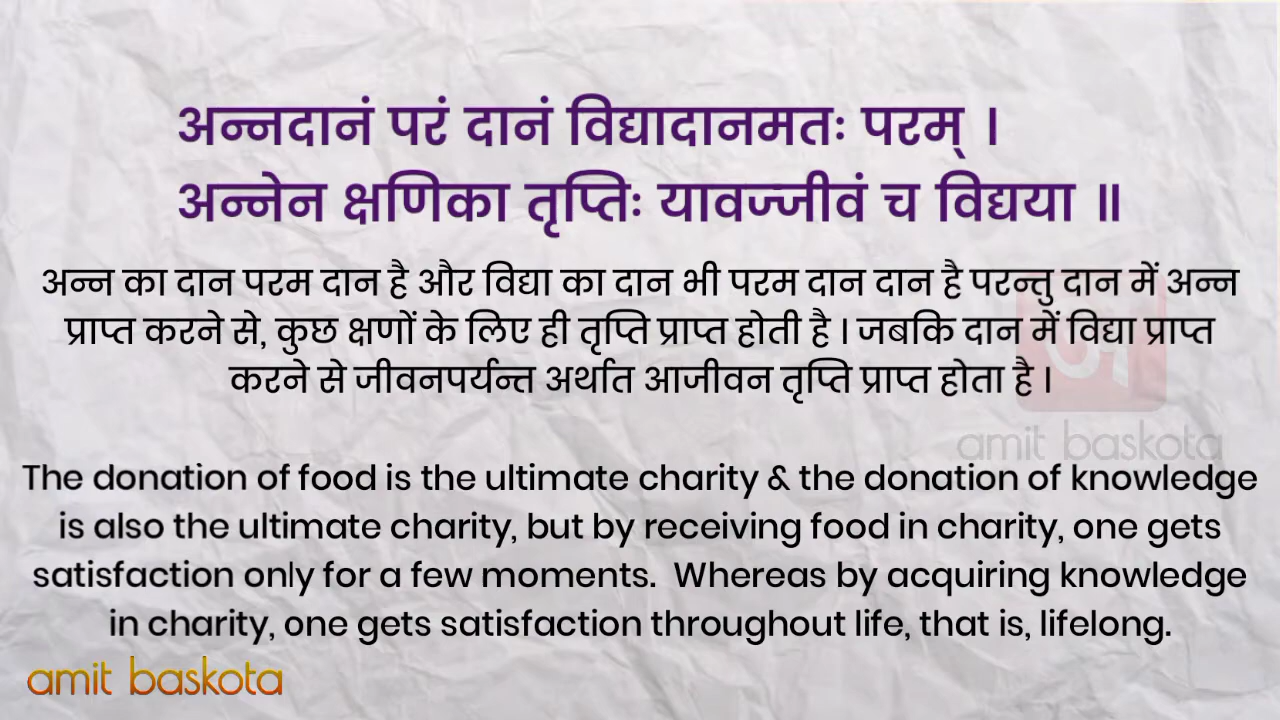 अन्नदानं परं दानं विद्यादानमतः परम् ।
अन्नेन क्षणिका तृप्तिः यावज्जीवं च विद्यया ॥
अन्न का दान परम दान है और विद्या का दान भी परम दान दान है परन्तु दान में अन्न
प्राप्त करने से, कुछ क्षणों के लिए ही तृप्ति प्राप्त होती है । जबकि दान में विद्या प्राप्त
करने से जीवनपर्यन्त अर्थात आजीवन तृप्ति प्राप्त होता है ।
अ
amit baskota
The donation of food is the ultimate charity & the donation of knowledge
is also the ultimate charity, but by receiving food in charity, one gets
satisfaction only for a few moments.  Whereas by acquiring knowledge
in charity, one gets satisfaction throughout life, that is, lifelong.
amit baskota